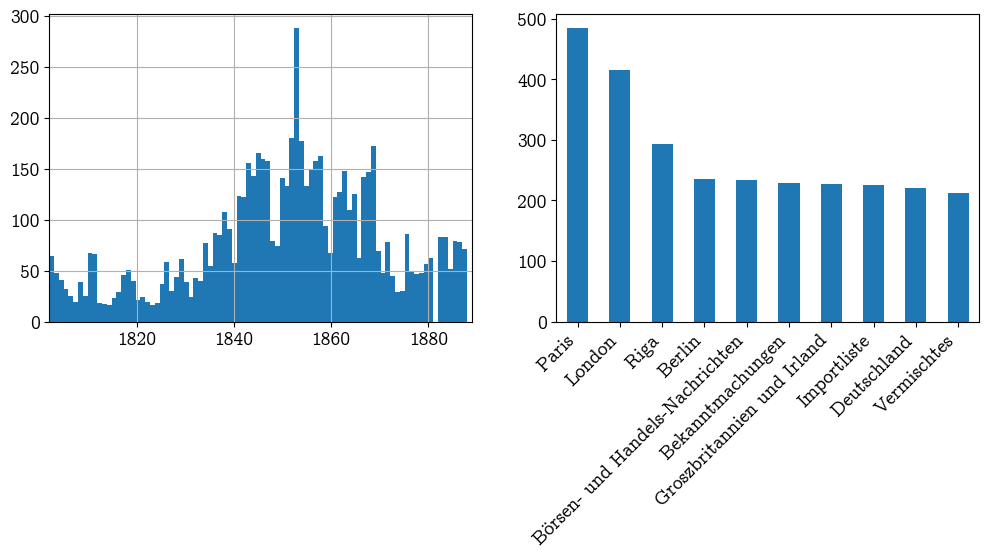 300
250
200
150
100
50
0
1820 1840 1860 1880
500
400
300
200
100
0
Paris
London
Riga
Berlin
Börsen- und Handels-Nachrichten
Bekanntmachungen
Groszbritannien und Irland
Importliste
Deutschland
Vermischtes